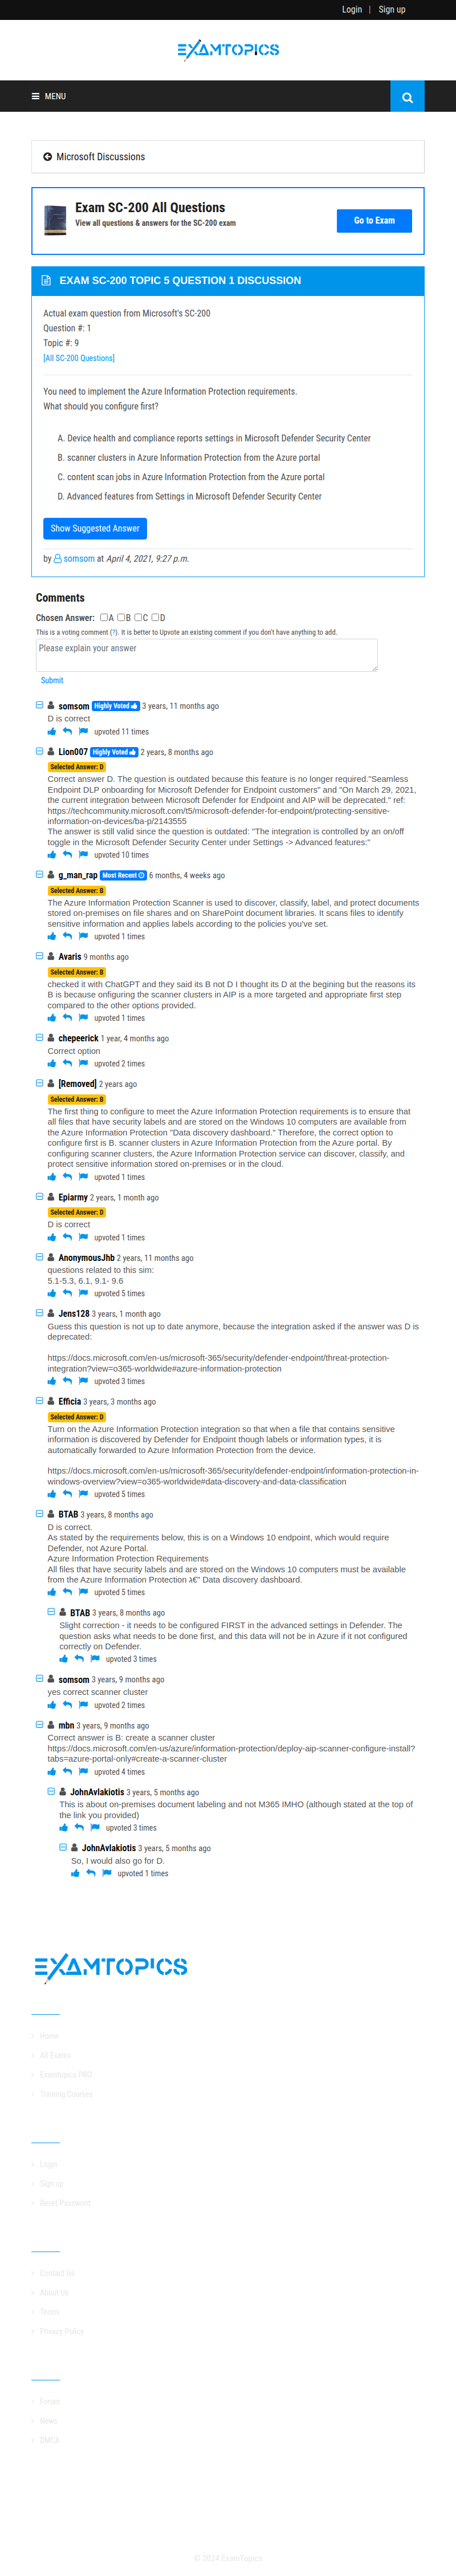 Login | Sign up
EXAMTOPICS
MENU
Microsoft Discussions
Exam SC-200 All Questions
View all questions & answers for the SC-200 exam
Go to Exam
EXAM SC-200 TOPIC 5 QUESTION 1 DISCUSSION
Actual exam question from Microsoft's SC-200
Question #: 1
Topic #: 9
[All SC-200 Questions]
You need to implement the Azure Information Protection requirements.
What should you configure first?
A. Device health and compliance reports settings in Microsoft Defender Security Center
B. scanner clusters in Azure Information Protection from the Azure portal
C. content scan jobs in Azure Information Protection from the Azure portal
D. Advanced features from Settings in Microsoft Defender Security Center
Show Suggested Answer
by somsom at April 4, 2021, 9:27 p.m.
Comments
Chosen Answer: A B C D
This is a voting comment (?). It is better to Upvote an existing comment if you don't have anything to add.
Please explain your answer
Submit
somsom Highly Voted 3 years, 11 months ago
D is correct
upvoted 11 times
Lion007 Highly Voted 2 years, 8 months ago
Selected Answer: D
Correct answer D. The question is outdated because this feature is no longer required."Seamless
Endpoint DLP onboarding for Microsoft Defender for Endpoint customers" and "On March 29, 2021,
the current integration between Microsoft Defender for Endpoint and AIP will be deprecated." ref:
https://techcommunity.microsoft.com/t5/microsoft-defender-for-endpoint/protecting-sensitive-
information-on-devices/ba-p/2143555
The answer is still valid since the question is outdated: "The integration is controlled by an on/off
toggle in the Microsoft Defender Security Center under Settings -> Advanced features:"
upvoted 10 times
g_man_rap Most Recent 6 months, 4 weeks ago
Selected Answer: B
The Azure Information Protection Scanner is used to discover, classify, label, and protect documents
stored on-premises on file shares and on SharePoint document libraries. It scans files to identify
sensitive information and applies labels according to the policies you've set.
upvoted 1 times
Avaris 9 months ago
Selected Answer: B
checked it with ChatGPT and they said its B not D I thought its D at the begining but the reasons its
B is because onfiguring the scanner clusters in AIP is a more targeted and appropriate first step
compared to the other options provided.
upvoted 1 times
chepeerick 1 year, 4 months ago
Correct option
upvoted 2 times
[Removed] 2 years ago
Selected Answer: B
The first thing to configure to meet the Azure Information Protection requirements is to ensure that
all files that have security labels and are stored on the Windows 10 computers are available from
the Azure Information Protection "Data discovery dashboard." Therefore, the correct option to
configure first is B. scanner clusters in Azure Information Protection from the Azure portal. By
configuring scanner clusters, the Azure Information Protection service can discover, classify, and
protect sensitive information stored on-premises or in the cloud.
upvoted 1 times
Epiarmy 2 years, 1 month ago
Selected Answer: D
D is correct
upvoted 1 times
AnonymousJhb 2 years, 11 months ago
questions related to this sim:
5.1-5.3, 6.1, 9.1- 9.6
upvoted 5 times
Jens128 3 years, 1 month ago
Guess this question is not up to date anymore, because the integration asked if the answer was D is
deprecated:
https://docs.microsoft.com/en-us/microsoft-365/security/defender-endpoint/threat-protection-
integration?view=o365-worldwide#azure-information-protection
upvoted 3 times
Efficia 3 years, 3 months ago
Selected Answer: D
Turn on the Azure Information Protection integration so that when a file that contains sensitive
information is discovered by Defender for Endpoint though labels or information types, it is
automatically forwarded to Azure Information Protection from the device.
https://docs.microsoft.com/en-us/microsoft-365/security/defender-endpoint/information-protection-in-
windows-overview?view=o365-worldwide#data-discovery-and-data-classification
upvoted 5 times
BTAB 3 years, 8 months ago
D is correct.
As stated by the requirements below, this is on a Windows 10 endpoint, which would require
Defender, not Azure Portal.
Azure Information Protection Requirements
All files that have security labels and are stored on the Windows 10 computers must be available
from the Azure Information Protection λ€" Data discovery dashboard.
upvoted 5 times
BTAB 3 years, 8 months ago
Slight correction - it needs to be configured FIRST in the advanced settings in Defender. The
question asks what needs to be done first, and this data will not be in Azure if it not configured
correctly on Defender.
upvoted 3 times
somsom 3 years, 9 months ago
yes correct scanner cluster
upvoted 2 times
mbn 3 years, 9 months ago
Correct answer is B: create a scanner cluster
https://docs.microsoft.com/en-us/azure/information-protection/deploy-aip-scanner-configure-install?
tabs=azure-portal-only#create-a-scanner-cluster
upvoted 4 times
JohnAvlakiotis 3 years, 5 months ago
This is about on-premises document labeling and not M365 IMHO (although stated at the top of
the link you provided)
upvoted 3 times
JohnAvlakiotis 3 years, 5 months ago
So, I would also go for D.
upvoted 1 times
EXAMTOPICS
Home
All Exams
Examtopics PRO
Training Courses
Login
Sign up
Reset Password
Contact Us
About Us
Terms
Privacy Policy
Forum
News
DMCA
© 2024 ExamTopics